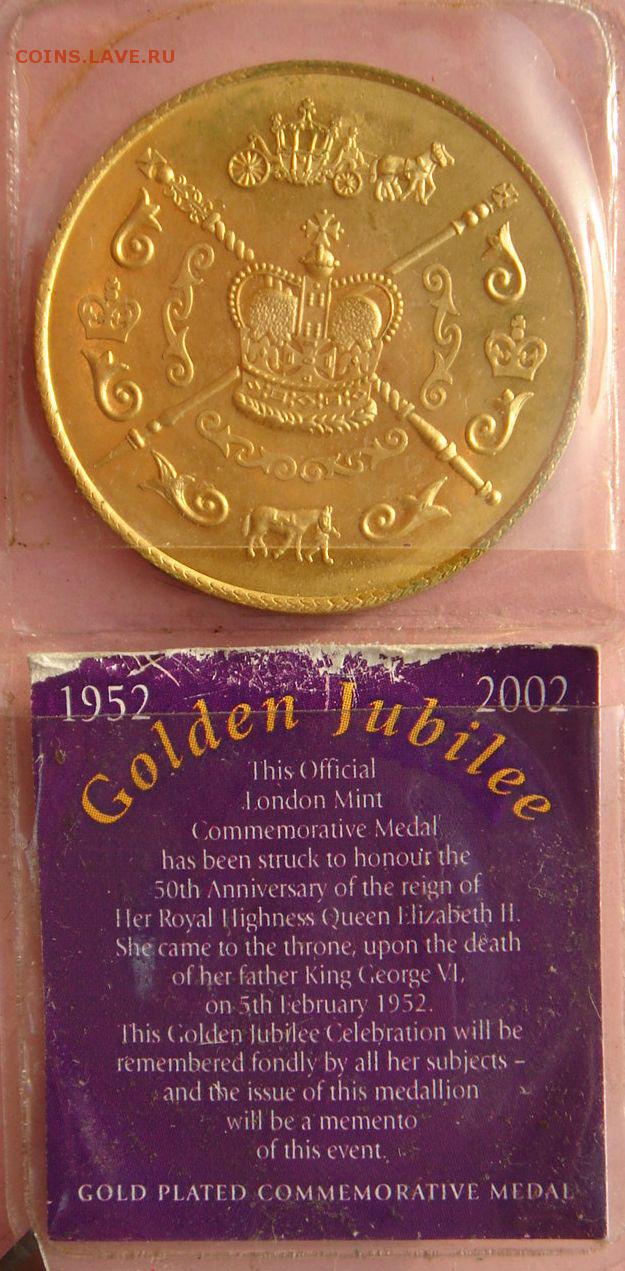 COINS.LAVE.RU
1952 2002
Golden Jubilee
This Official
London Mint
Commemorative Medal
has been struck to honour the
50th Anniversary of the reign of
Her Royal Highness Queen Elizabeth II.
She came to the throne, upon the death
of her father King George VI,
on 5th February 1952.
This Golden Jubilee Celebration will be
remembered fondly by all her subjects –
and the issue of this medallion
will be a memento
of this event.
GOLD PLATED COMMEMORATIVE MEDAL